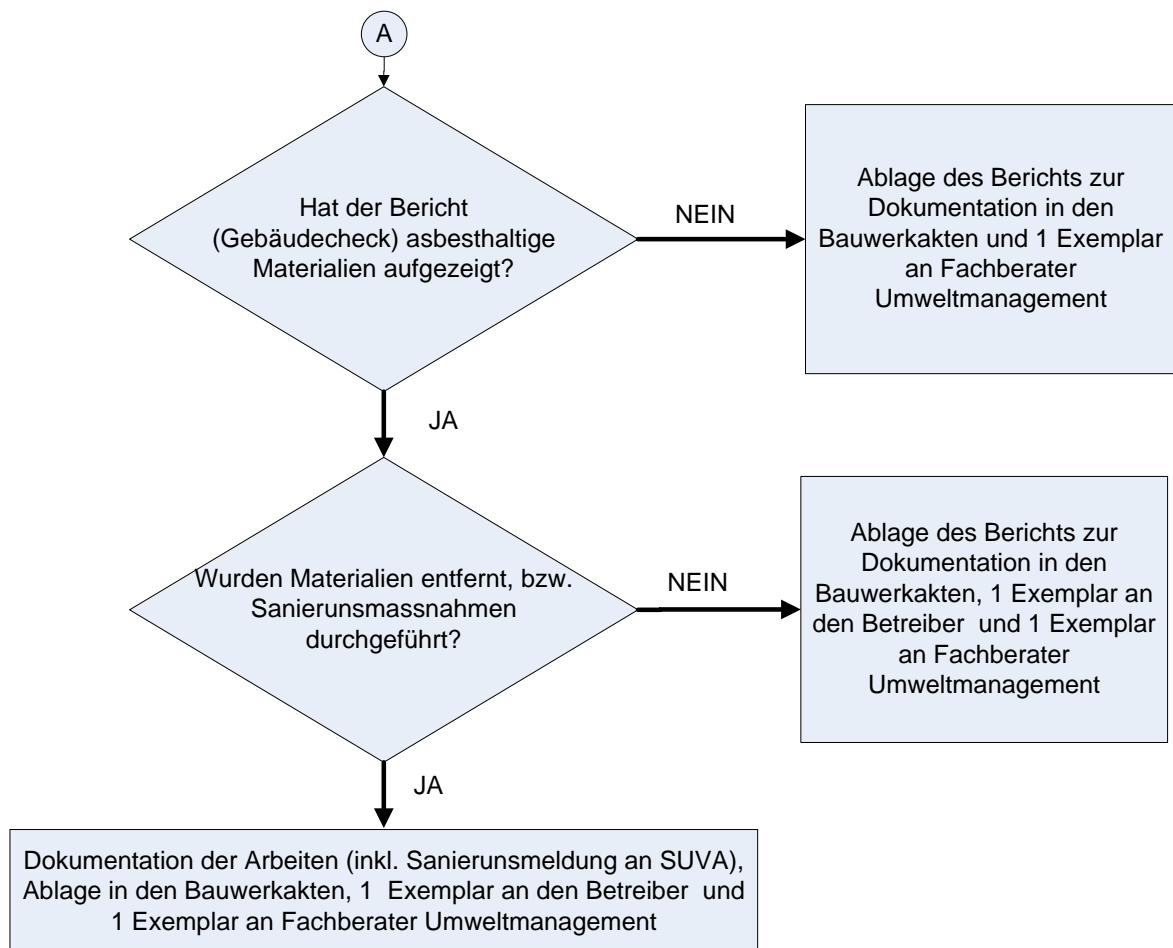 A
Hat der Bericht
(Gebäudecheck) asbesthaltige
Materialien aufgezeigt?
NEIN
Ablage des Berichts zur
Dokumentation in den
Bauwerkakten und 1 Exemplar
an Fachberater
Umweltmanagement
JA
Wurden Materialien entfernt, bzw.
Sanierunsmassnahmen
durchgeführt?
NEIN
Ablage des Berichts zur
Dokumentation in den
Bauwerkakten, 1 Exemplar an
den Betreiber und 1 Exemplar
an Fachberater
Umweltmanagement
JA
Dokumentation der Arbeiten (inkl. Sanierunsmeldung an SUVA),
Ablage in den Bauwerkakten, 1 Exemplar an den Betreiber und
1 Exemplar an Fachberater Umweltmanagement